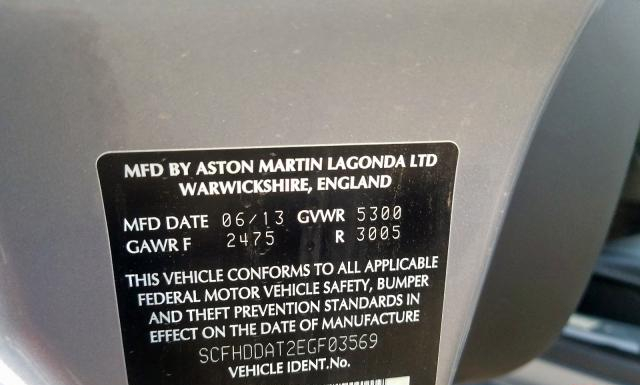 MFD BY ASTON MARTIN LAGONDA LTD
WARWICKSHIRE, ENGLAND
MFD DATE 06/13 GVWR 5300
GAWR F 2475 R 3005
THIS VEHICLE CONFORMS TO ALL APPLICABLE
FEDERAL MOTOR VEHICLE SAFETY, BUMPER
AND THEFT PREVENTION STANDARDS IN
EFFECT ON THE DATE OF MANUFACTURE
SCFHDDAT2EGF03569
VEHICLE IDENT.No.